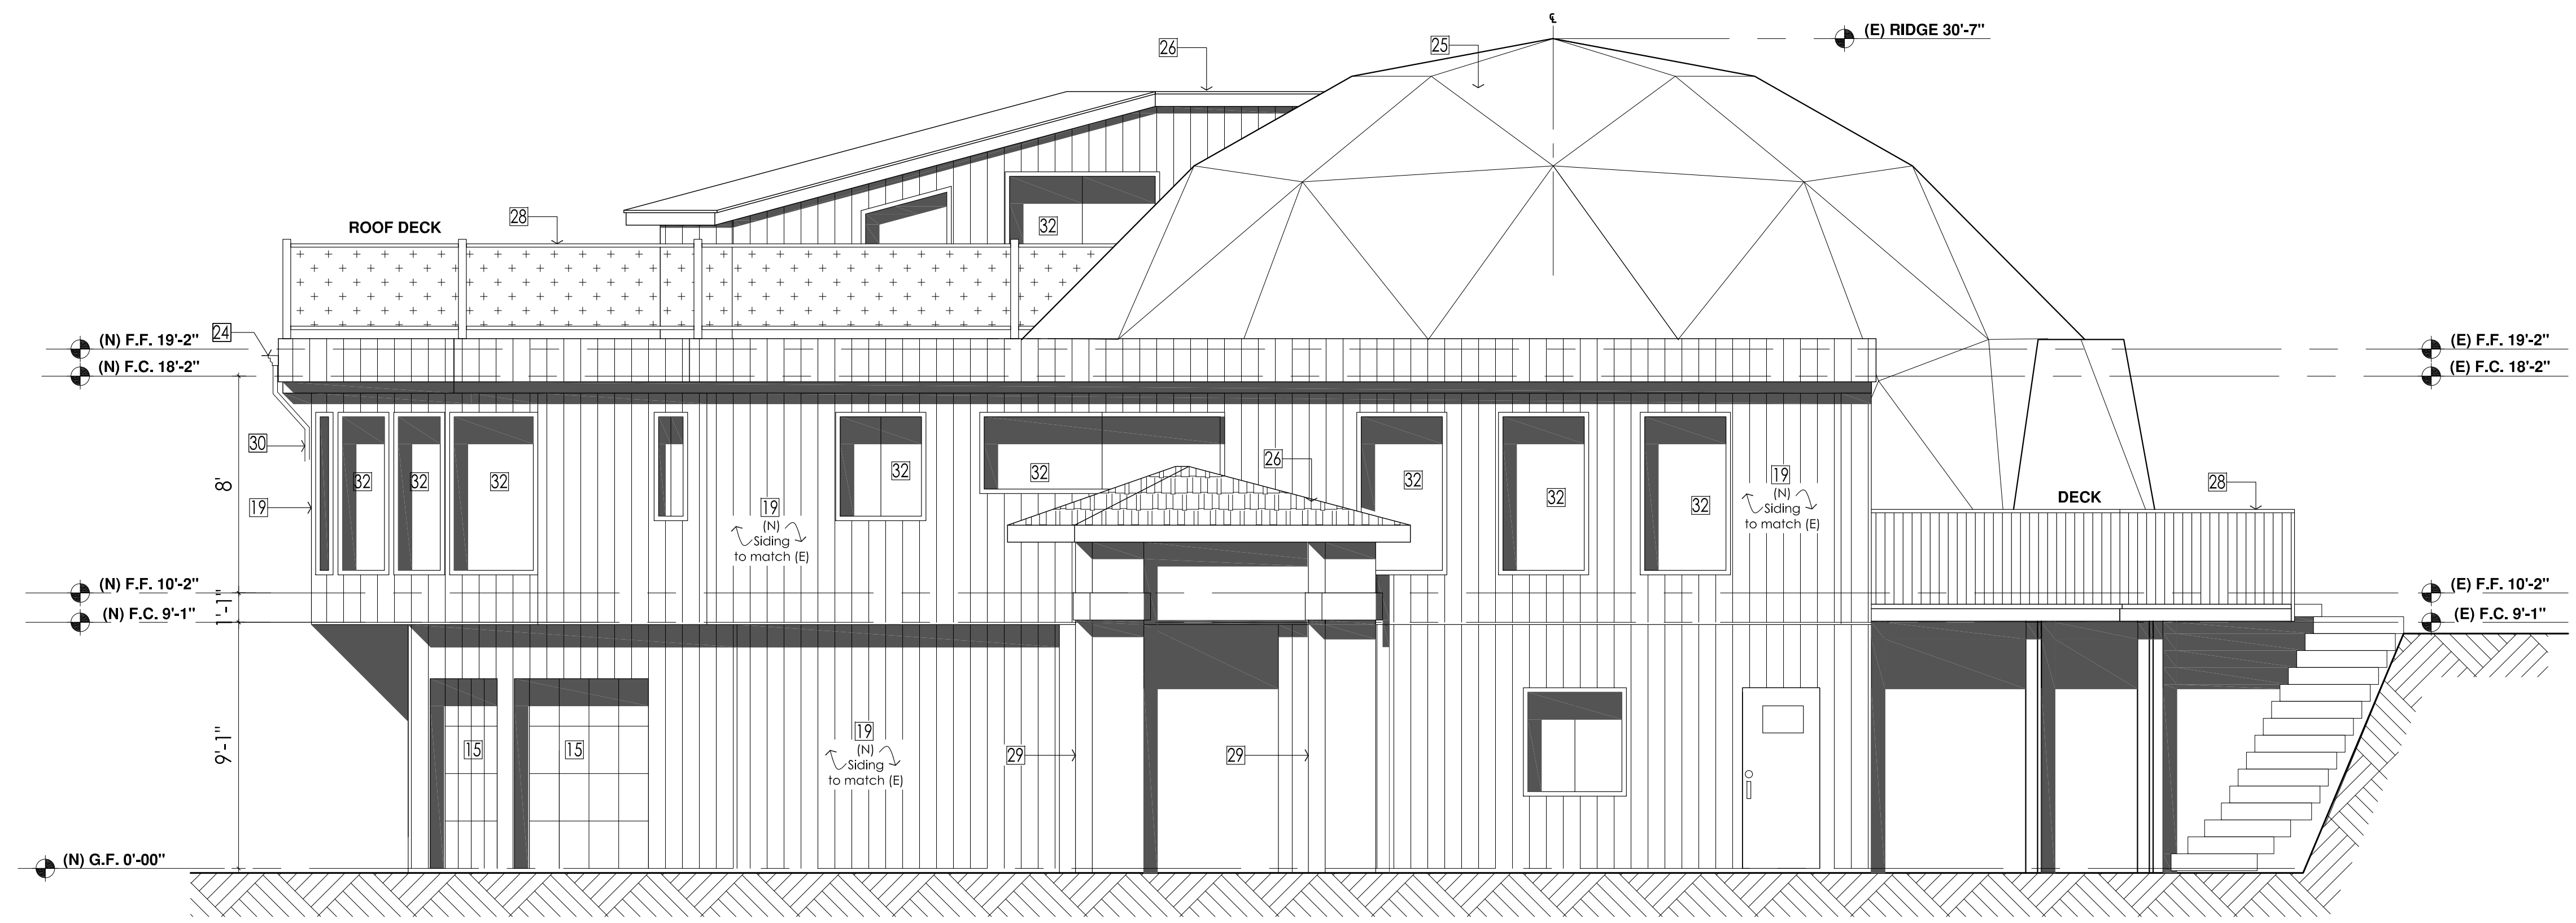 ℄
(E) RIDGE 30'-7"
26
25
28
ROOF DECK
32
24
(N) F.F. 19'-2"
(E) F.F. 19'-2"
(N) F.C. 18'-2"
(E) F.C. 18'-2"
30
26
32
32
32
32
32
32
32
32
8'
19
19
(N)
Siding
to match (E)
19
(N)
Siding
to match (E)
28
DECK
(N) F.F. 10'-2"
(E) F.F. 10'-2"
1'-1"
(N) F.C. 9'-1"
(E) F.C. 9'-1"
9'-1"
15
15
19
(N)
Siding
to match (E)
29
29
(N) G.F. 0'-00"